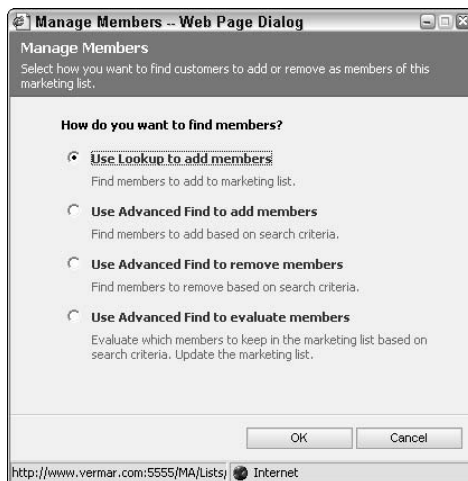 Manage Members -- Web Page Dialog
Manage Members
Select how you want to find customers to add or remove as members of this
marketing list.
How do you want to find members?
Use Lookup to add members
Find members to add to marketing list.
Use Advanced Find to add members
Find members to add based on search criteria.
Use Advanced Find to remove members
Find members to remove based on search criteria.
Use Advanced Find to evaluate members
Evaluate which members to keep in the marketing list based on
search criteria. Update the marketing list.
OK Cancel
http://www.vermar.com:5555/MA/Lists/ Internet